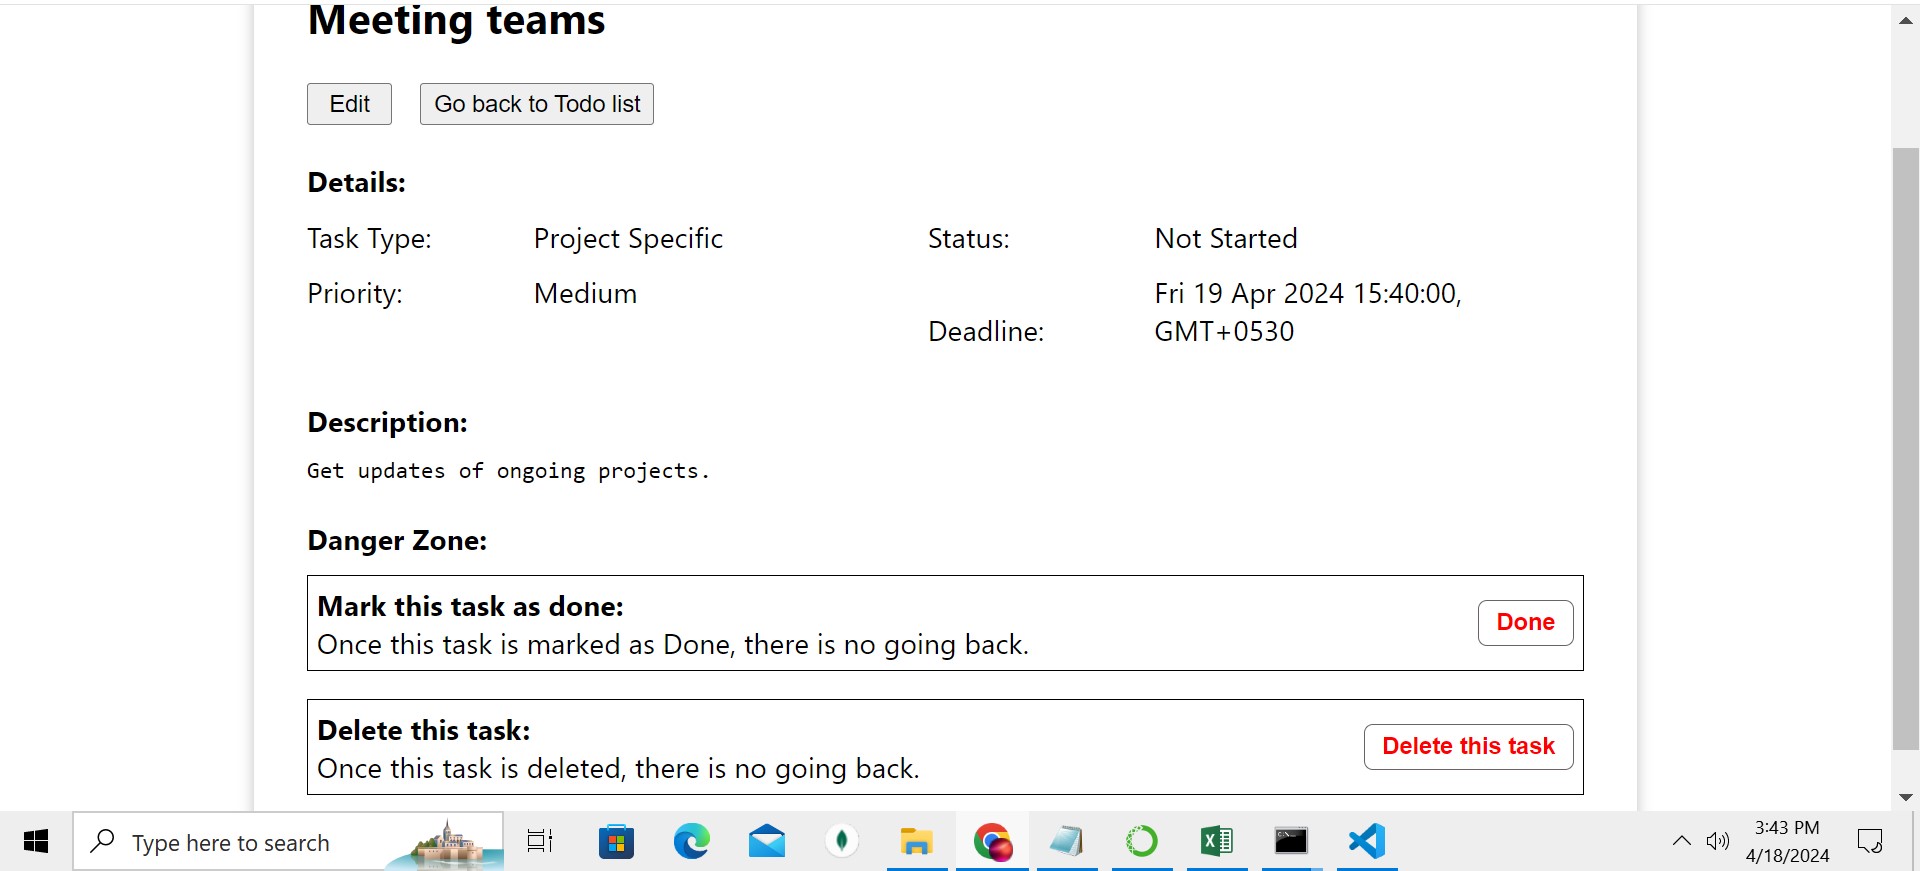 Meeting teams
Edit
Go back to Todo list
Details:
Task Type:
Project Specific
Status:
Not Started
Priority:
Medium
Deadline:
Fri 19 Apr 2024 15:40:00,
GMT+0530
Description:
Get updates of ongoing projects.
Danger Zone:
Mark this task as done:
Once this task is marked as Done, there is no going back.
Done
Delete this task:
Once this task is deleted, there is no going back.
Delete this task
Type here to search
3:43 PM
4/18/2024